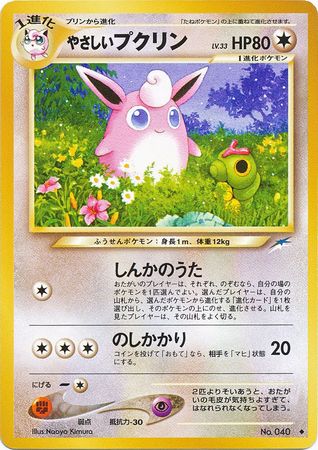 1進化
プリンから進化
「たねポケモン」の上に重ねて進化させます。
やさしいプクリン
LV.33
HP80
1進化ポケモン
ふうせんポケモン：身長1m、体重12kg
しんかのうた
おたがいのプレイヤーは、それぞれ、のぞむなら、自分の場の
ポケモンを1匹選んでよい。選んだプレイヤーは、自分の
山札から、選んだポケモンから進化する「進化カード」を1枚
選び出し、そのポケモンの上にのせ、進化させる。山札を
見たプレイヤーは、その山札をよく切る。
のしかかり
コインを投げて「おもて」なら、相手を「マヒ」状態
にする。
20
にげる
弱点
抵抗力-30
2匹よりそいあうと、おたが
いの毛皮が気持ちよすぎて、
はなれられなくなってしまう。
Illus.Naoyo Kimura
No. 040